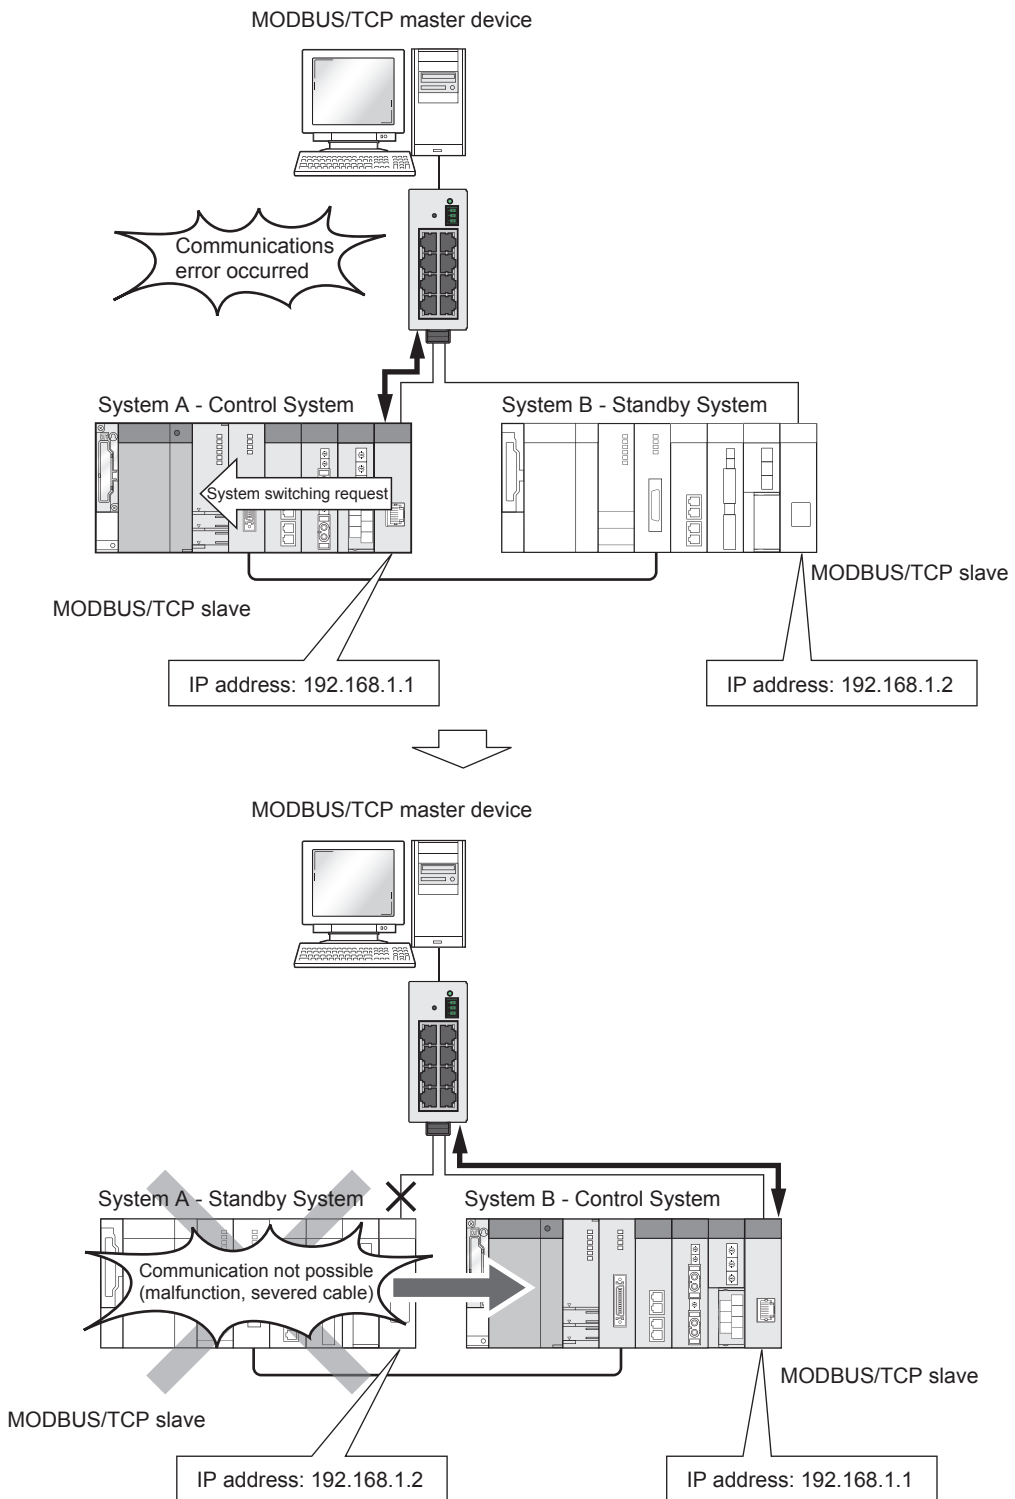 MODBUS/TCP master device
Communications
error occurred
System A - Control System
System B - Standby System
System switching request
MODBUS/TCP slave
MODBUS/TCP slave
IP address: 192.168.1.1
IP address: 192.168.1.2
MODBUS/TCP master device
System A - Standby System
System B - Control System
Communication not possible
(malfunction, severed cable)
MODBUS/TCP slave
MODBUS/TCP slave
IP address: 192.168.1.2
IP address: 192.168.1.1